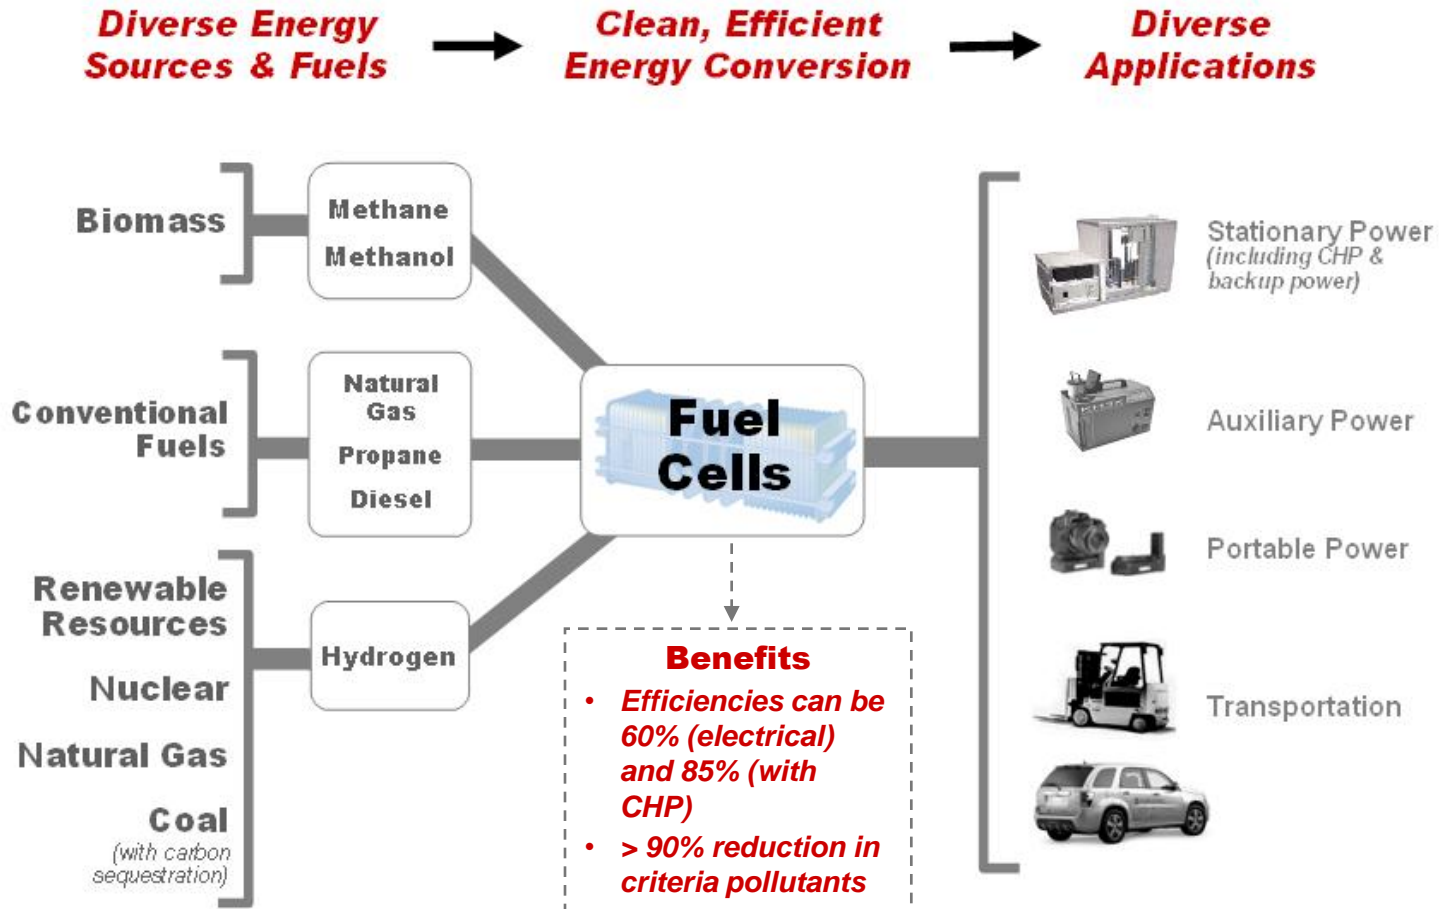 Diverse Energy
Sources & Fuels
Clean, Efficient
Energy Conversion
Diverse
Applications
Biomass
Methane
Methanol
Conventional
Fuels
Natural
Gas
Propane
Diesel
Renewable
Resources
Nuclear
Natural Gas
Coal
(with carbon
sequestration)
Hydrogen
Fuel
Cells
Benefits
• Efficiencies can be
60% (electrical)
and 85% (with
CHP)
• > 90% reduction in
criteria pollutants
Stationary Power
(including CHP &
backup power)
Auxiliary Power
Portable Power
Transportation